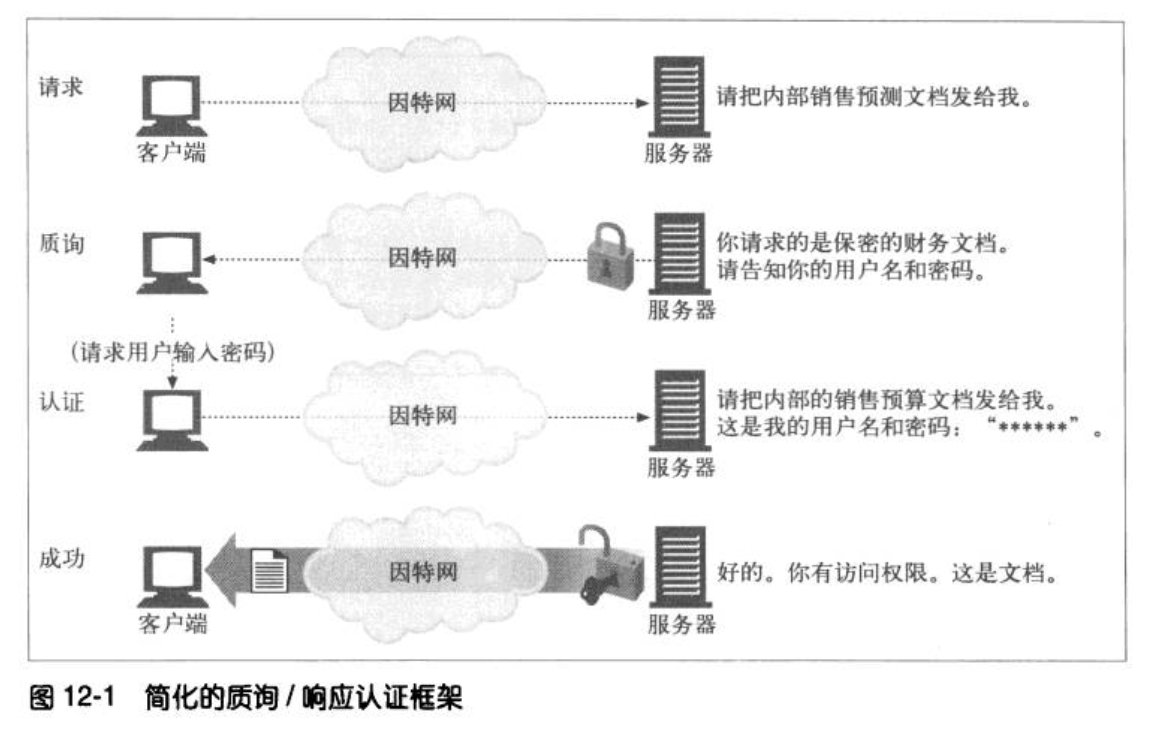 请求
客户端
因特网
服务器
请把内部销售预测文档发给我。
质询
因特网
服务器
你请求的是保密的财务文档。
请告知你的用户名和密码。
(请求用户输入密码)
认证
因特网
服务器
请把内部的销售预算文档发给我。
这是我的用户名和密码：“******”。
成功
客户端
因特网
服务器
好的。你有访问权限。这是文档。
图 12-1 简化的质询 / 响应认证框架